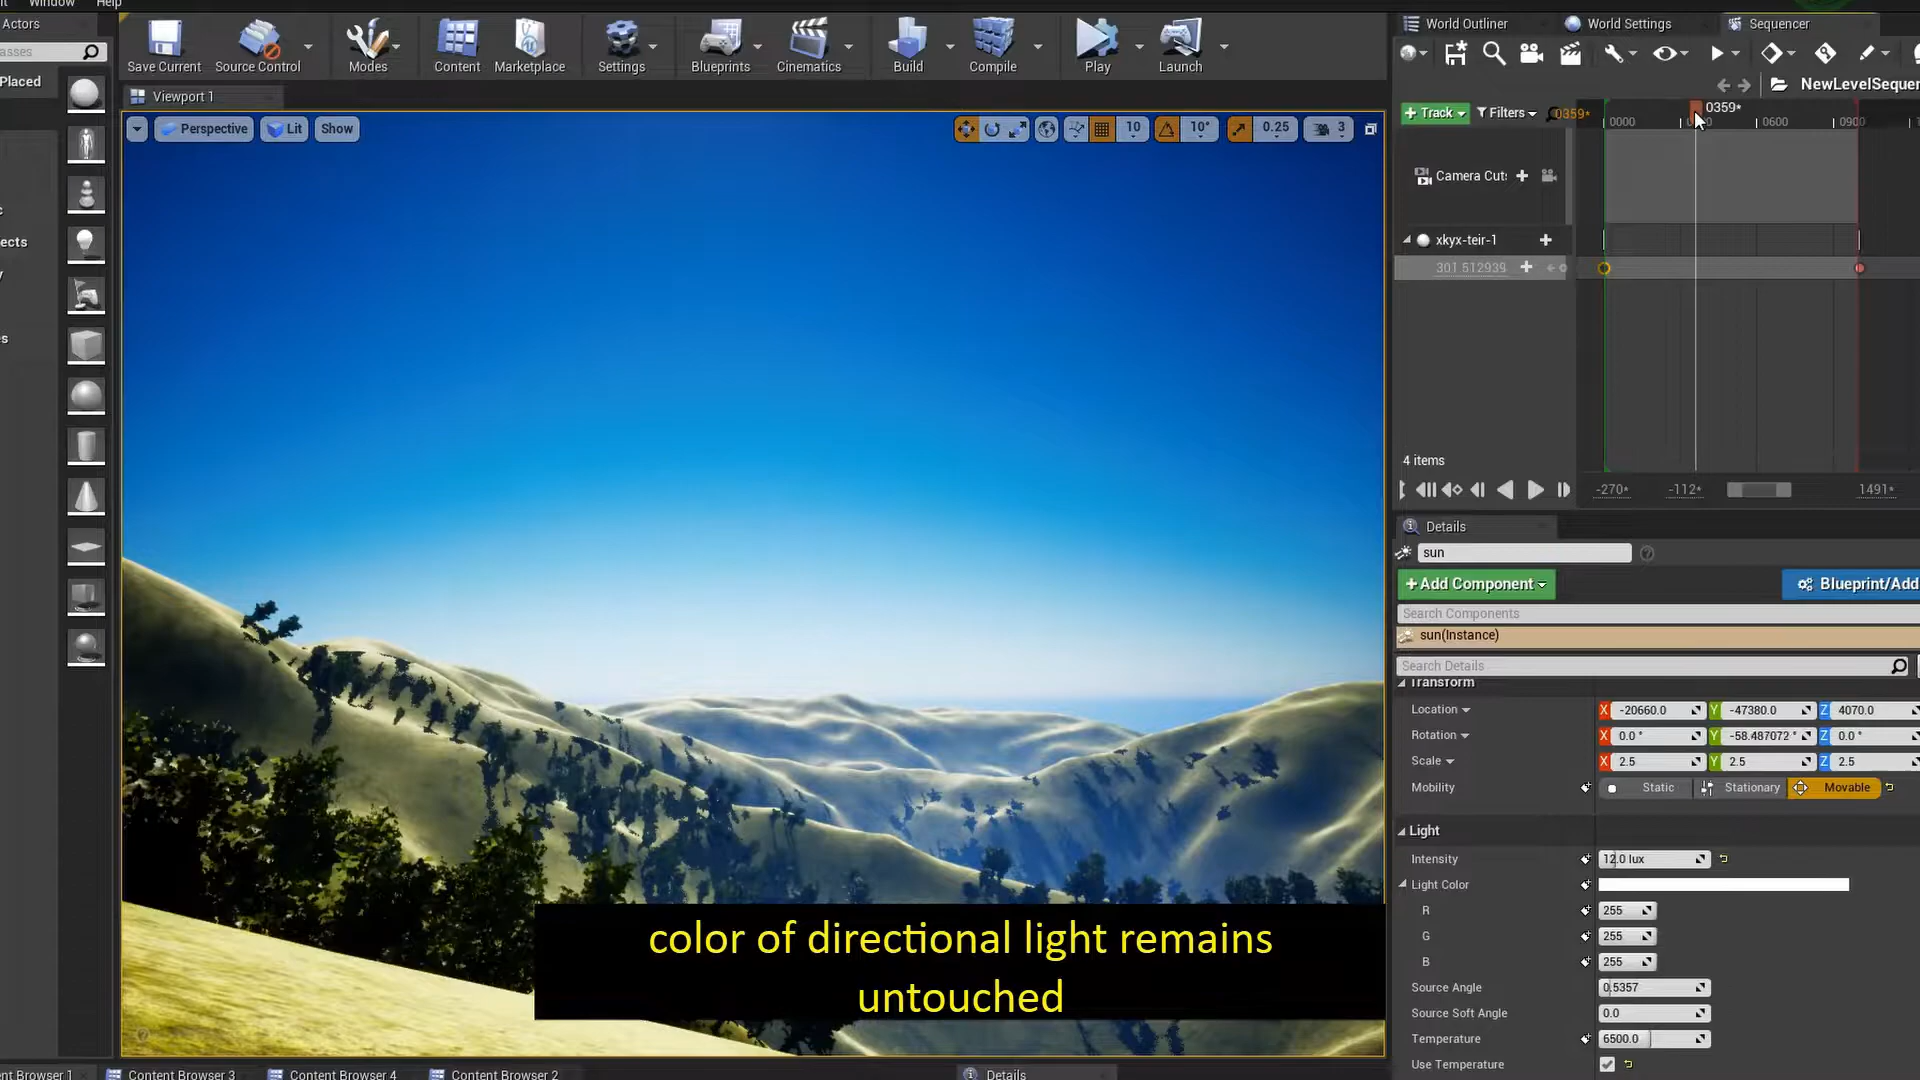 Window
Help
Actors
Placed
Save Current
Source Control
Modes
Content
Marketplace
Settings
Blueprints
Cinematics
Build
Compile
Play
Launch
World Outliner
World Settings
Sequencer
NewLevelSequer
Viewport 1
Perspective
Lit
Show
10
10°
0.25
3
Track
Filters
0359*
0359*
0000
0600
0900
Camera Cuts
xkyx-teir-1
301.512939
4 items
-270*
-112*
1491*
Details
sun
Add Component
Blueprint/Add
Search Components
sun(Instance)
Search Details
Transform
Location
X -20660.0 Y -47380.0 Z 4070.0
Rotation
X 0.0 ° Y -58.487072 ° Z 0.0 °
Scale
X 2.5 Y 2.5 Z 2.5
Mobility
Static
Stationary
Movable
Light
Intensity
12.0 lux
Light Color
R
255
G
255
B
255
Source Angle
0.5357
Source Soft Angle
0.0
Temperature
6500.0
Use Temperature
color of directional light remains
untouched
nt Browser 1
Content Browser 3
Content Browser 4
Content Browser 2
Details